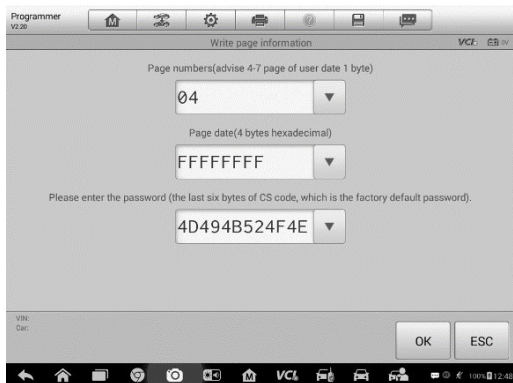 Programmer
V2.20
Write page information
VCI:
Page numbers(advise 4-7 page of user date 1 byte)
04
Page date(4 bytes hexadecimal)
FFFFFFFF
Please enter the password (the last six bytes of CS code, which is the factory default password).
4D494B524F4E
VIN:
Car:
OK
ESC
VCI
100%
12:48